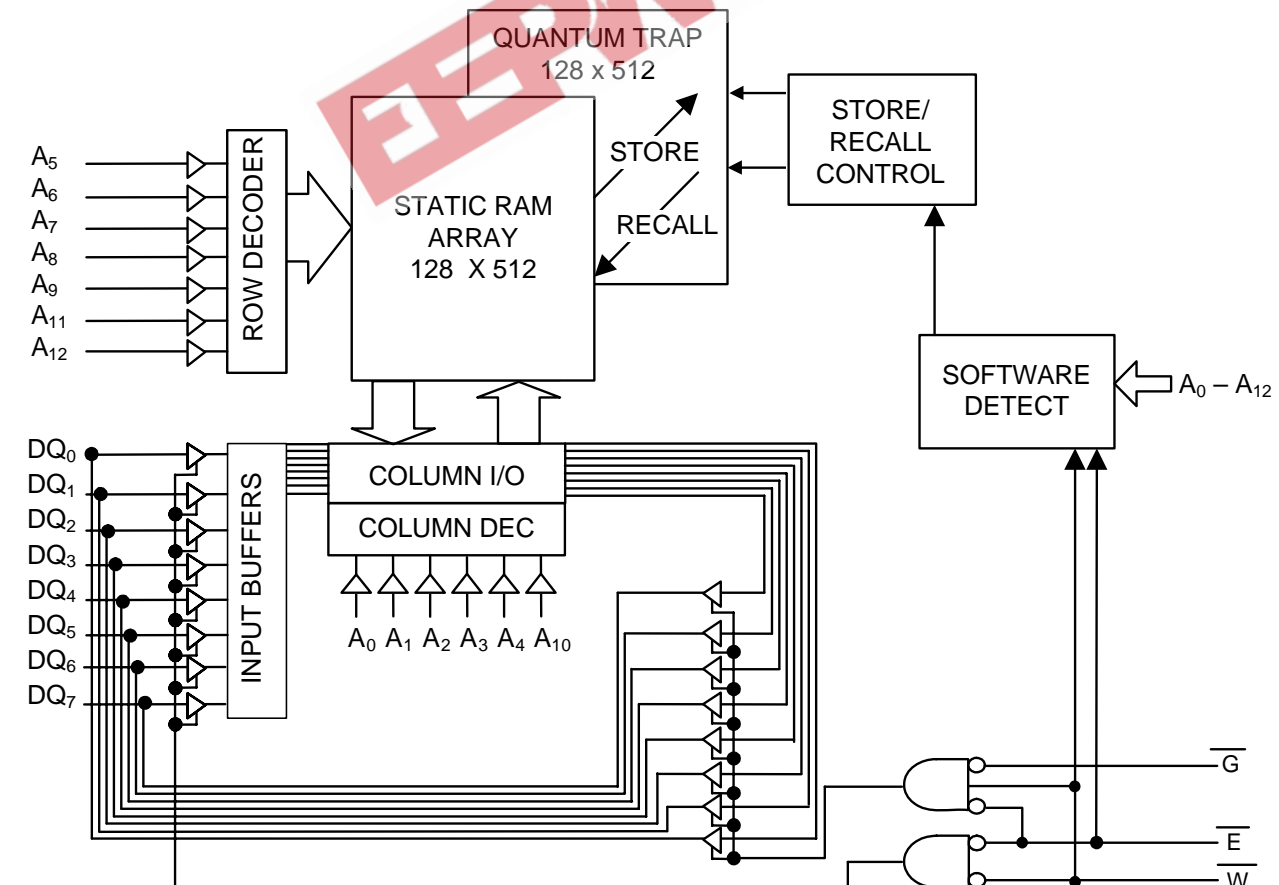 QUANTUM TRAP
128 x 512
STORE/
RECALL
CONTROL
STORE
RECALL
STATIC RAM
ARRAY
128 X 512
A5
A6
A7
A8
A9
A11
A12
ROW DECODER
SOFTWARE
DETECT
A0 – A12
DQ0
DQ1
DQ2
DQ3
DQ4
DQ5
DQ6
DQ7
INPUT BUFFERS
COLUMN I/O
COLUMN DEC
A0 A1 A2 A3 A4 A10
G
E
W